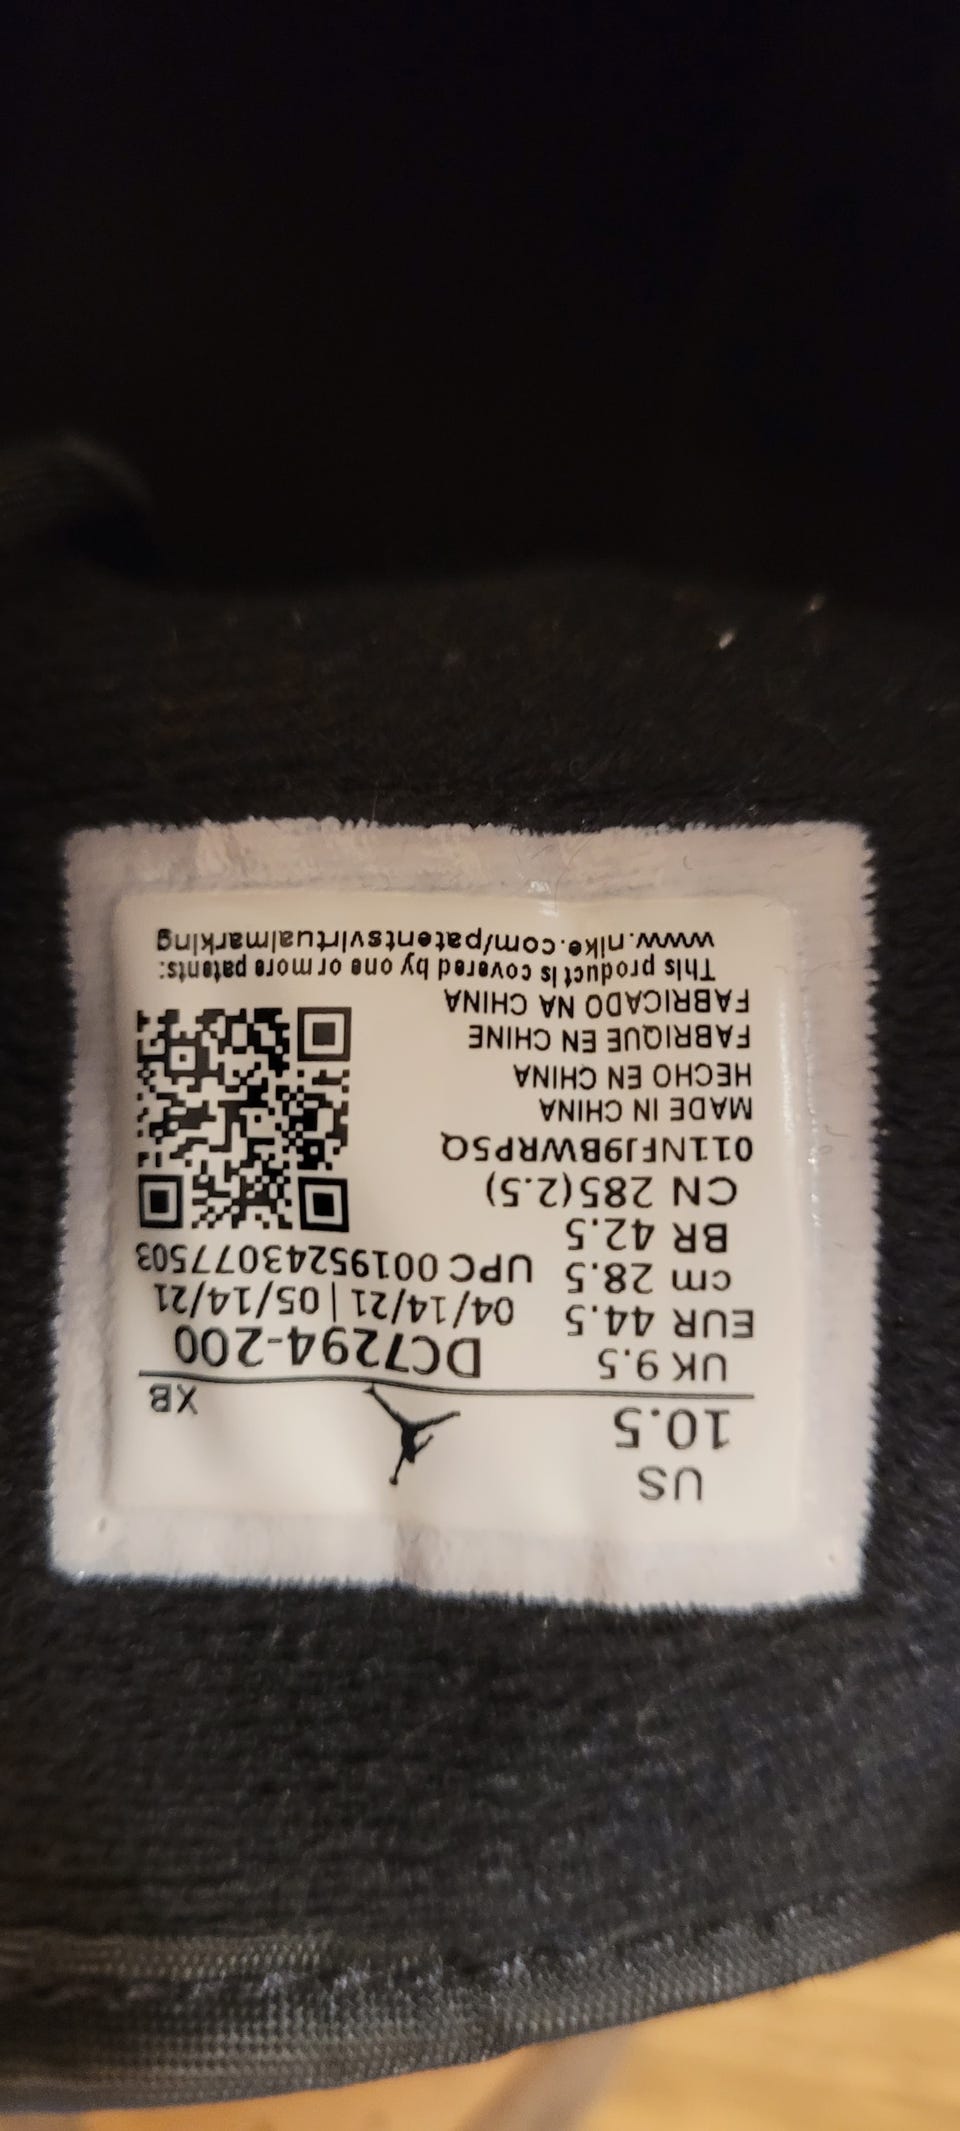 US
10.5
XB
UK 9.5
DC7294-200
EUR 44.5
04/14/21 | 05/14/21
cm 28.5
UPC 00195243077503
BR 42.5
CN 285(2.5)
011NFJ9BWRP5Q
MADE IN CHINA
HECHO EN CHINA
FABRIQUE EN CHINE
FABRICADO NA CHINA
This product is covered by one or more patents:
www.nike.com/patentsvirtualmarking